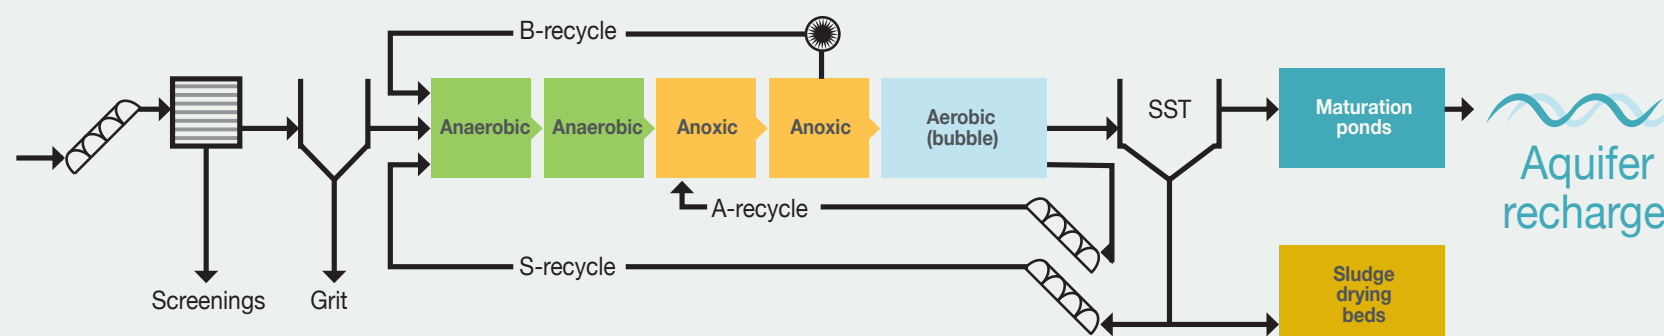 B-recycle
Anaerobic
Anaerobic
Anoxic
Anoxic
Aerobic
(bubble)
SST
Maturation
ponds
Aquifer
recharge
A-recycle
S-recycle
Screenings
Grit
Sludge
drying
beds